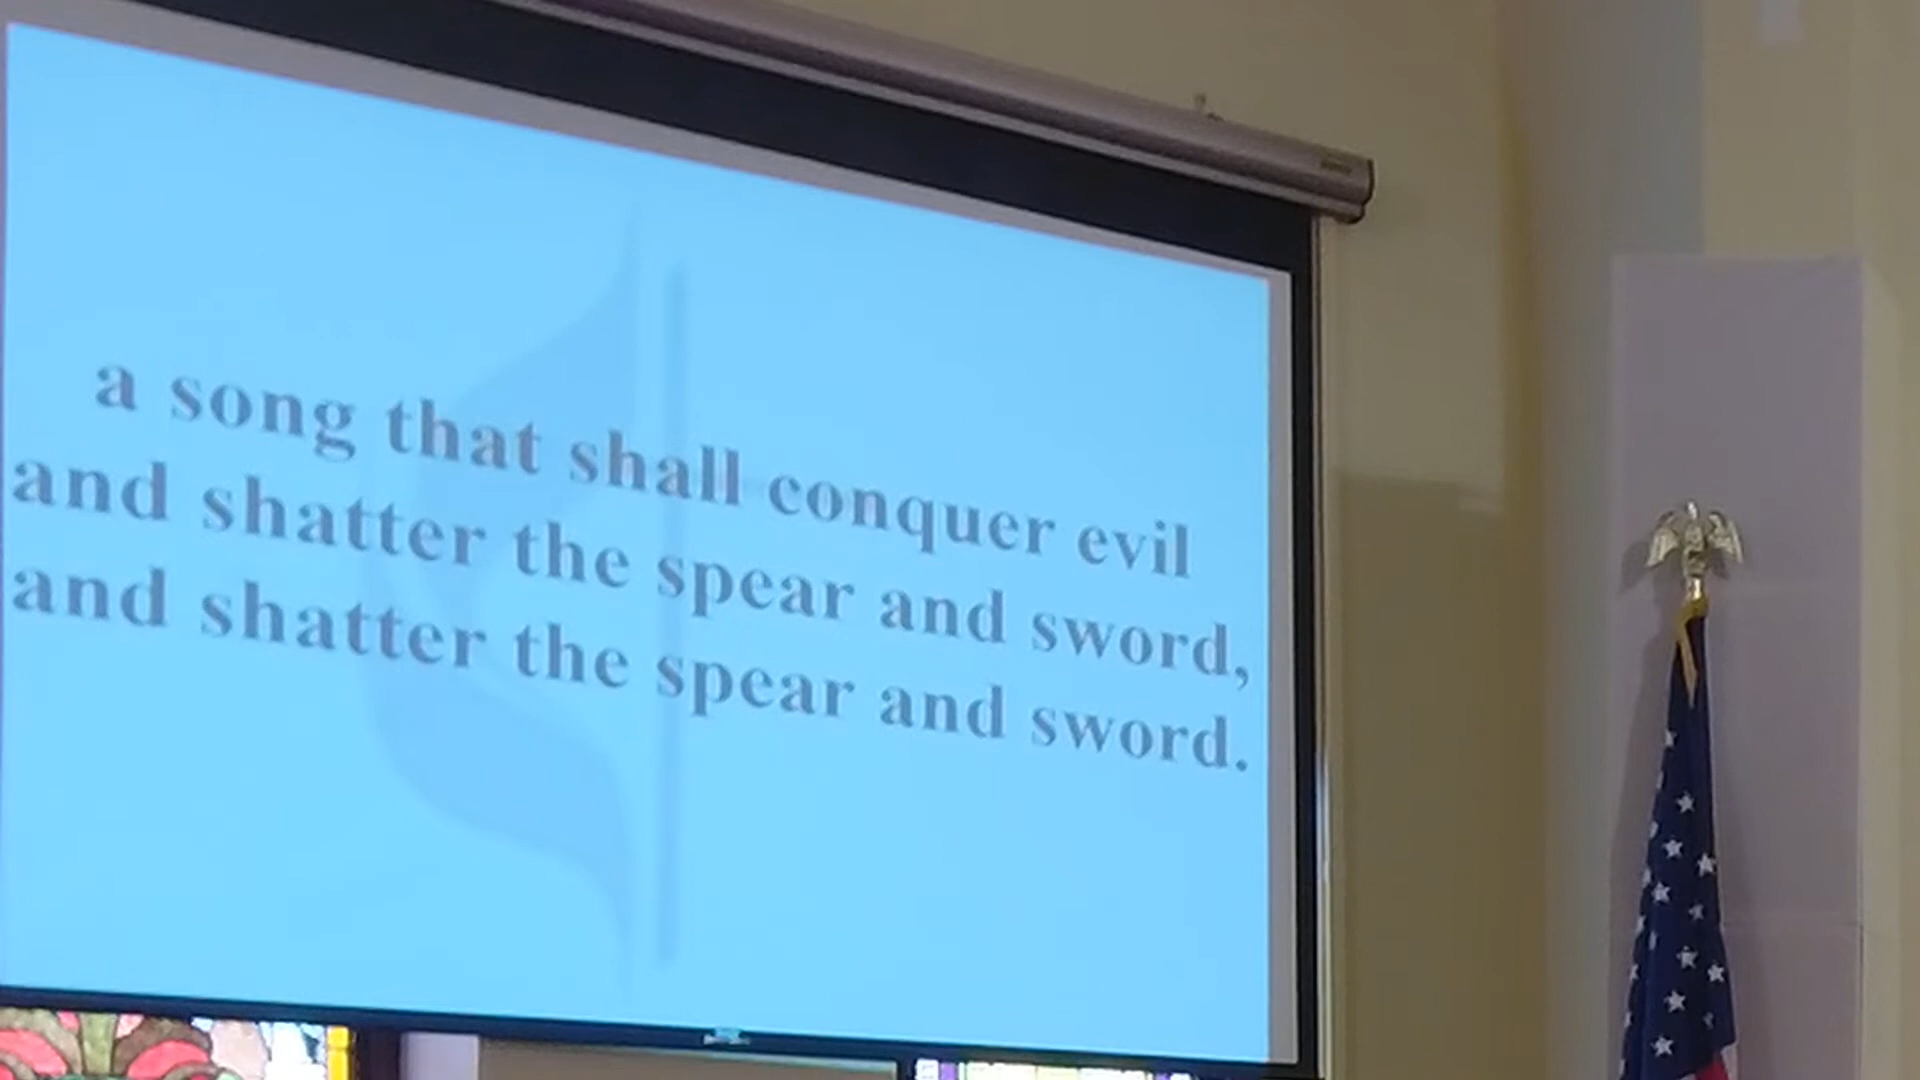 a song that shall conquer evil
and shatter the spear and sword,
and shatter the spear and sword.